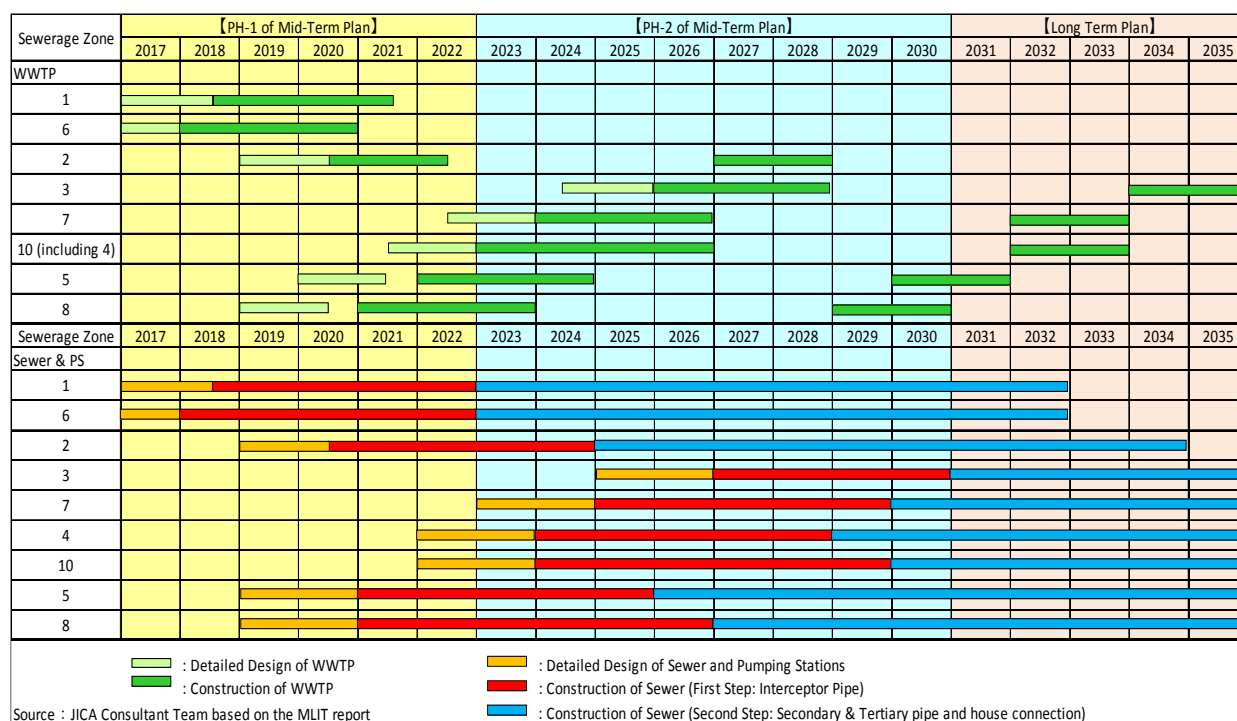 Sewerage Zone 【PH-1 of Mid-Term Plan】 【PH-2 of Mid-Term Plan】 【Long Term Plan】
2017 2018 2019 2020 2021 2022 2023 2024 2025 2026 2027 2028 2029 2030 2031 2032 2033 2034 2035
WWTP
1
6
2
3
7
10 (including 4)
5
8
Sewerage Zone 2017 2018 2019 2020 2021 2022 2023 2024 2025 2026 2027 2028 2029 2030 2031 2032 2033 2034 2035
Sewer & PS
1
6
2
3
7
4
10
5
8
: Detailed Design of WWTP : Detailed Design of Sewer and Pumping Stations
: Construction of WWTP : Construction of Sewer (First Step: Interceptor Pipe)
Source : JICA Consultant Team based on the MLIT report : Construction of Sewer (Second Step: Secondary & Tertiary pipe and house connection)